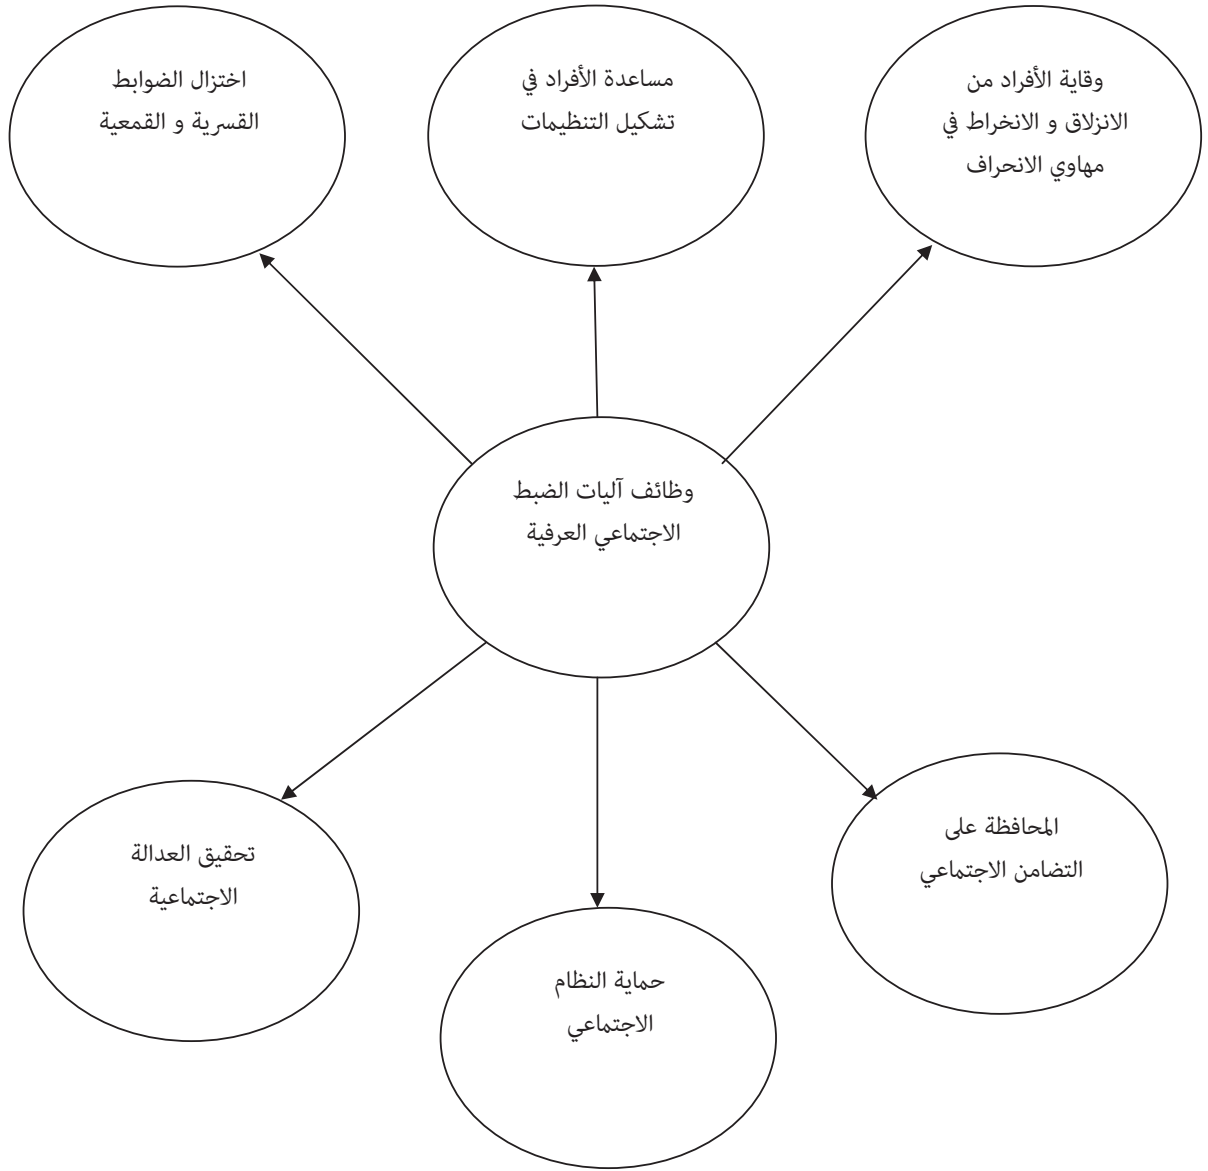 وقاية الأفراد من
الانزلاق و الانخراط في
مهاوي الانحراف
مساعدة الأفراد في
تشكيل التنظيمات
اختزال الضوابط
القسرية و القمعية
وظائف آليات الضبط
الاجتماعي العرفية
المحافظة على
التضامن الاجتماعي
تحقيق العدالة
الاجتماعية
حماية النظام
الاجتماعي